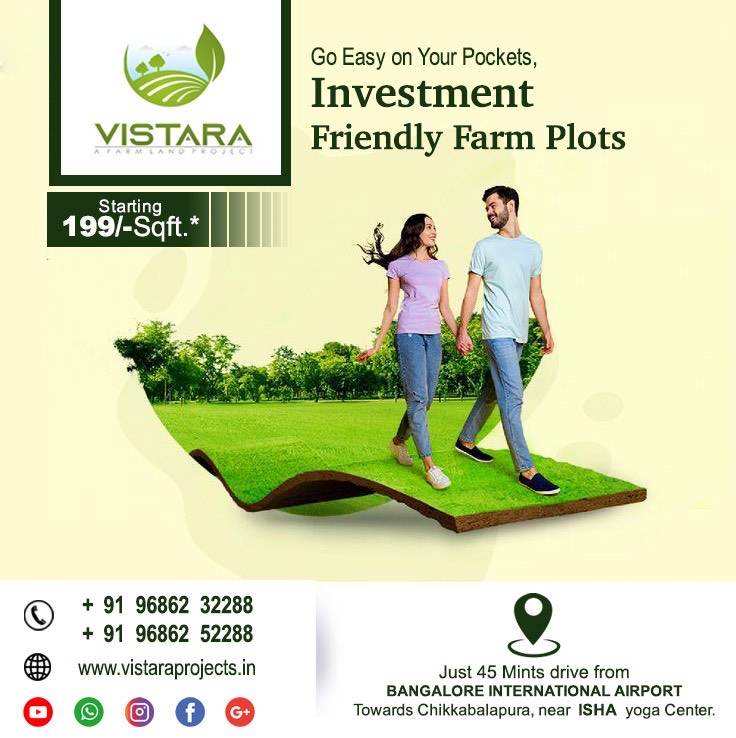 VISTARA
A FARM LAND PROJECT
Go Easy on Your Pockets,
Investment
Friendly Farm Plots
Starting
199/-Sqft.*
+ 91 96862 32288
+ 91 96862 52288
www.vistaraprojects.in
G+
Just 45 Mints drive from
BANGALORE INTERNATIONAL AIRPORT
Towards Chikkabalapura, near ISHA yoga Center.